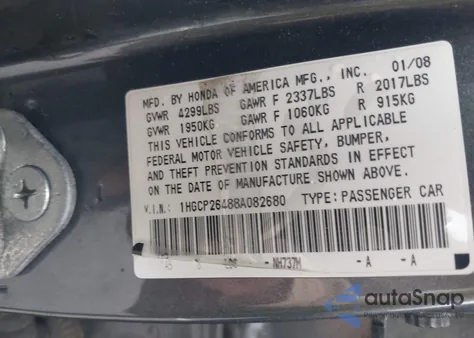 MFD. BY HONDA OF AMERICA MFG., INC. 01/08
GVWR 4299LBS GAWR F 2337LBS R 2017LBS
GVWR 1950KG GAWR F 1060KG R 915KG
THIS VEHICLE CONFORMS TO ALL APPLICABLE
FEDERAL MOTOR VEHICLE SAFETY, BUMPER,
AND THEFT PREVENTION STANDARDS IN EFFECT
ON THE DATE OF MANUFACTURE SHOWN ABOVE.
V.I.N.: 1HGCP26488A082680 TYPE: PASSENGER CAR
- NH737M - A - A
autoSnap